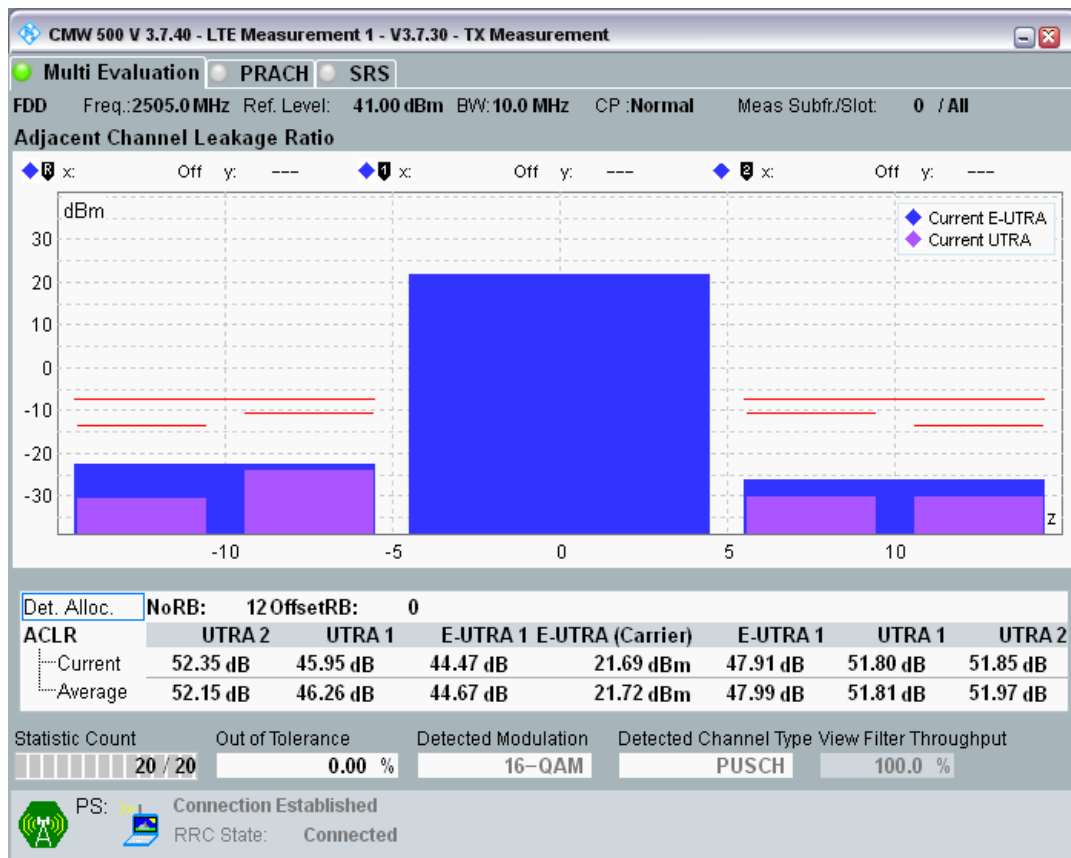 CMW 500 V 3.7.40 - LTE Measurement 1 - V3.7.30 - TX Measurement
Multi Evaluation PRACH SRS
FDD Freq.:2505.0 MHz Ref. Level: 41.00 dBm BW: 10.0 MHz CP :Normal Meas Subfr./Slot: 0 / All
Adjacent Channel Leakage Ratio
R x: Off y: --- 1 x: Off y: --- 2 x: Off y: ---
dBm
Current E-UTRA
Current UTRA
30
20
10
0
-10
-20
-30
z
-10 -5 0 5 10
Det. Alloc. NoRB: 12 OffsetRB: 0
ACLR UTRA 2 UTRA 1 E-UTRA 1 E-UTRA (Carrier) E-UTRA 1 UTRA 1 UTRA 2
Current 52.35 dB 45.95 dB 44.47 dB 21.69 dBm 47.91 dB 51.80 dB 51.85 dB
Average 52.15 dB 46.26 dB 44.67 dB 21.72 dBm 47.99 dB 51.81 dB 51.97 dB
Statistic Count Out of Tolerance Detected Modulation Detected Channel Type View Filter Throughput
20 / 20 0.00 % 16-QAM PUSCH 100.0 %
PS: Connection Established
RRC State: Connected